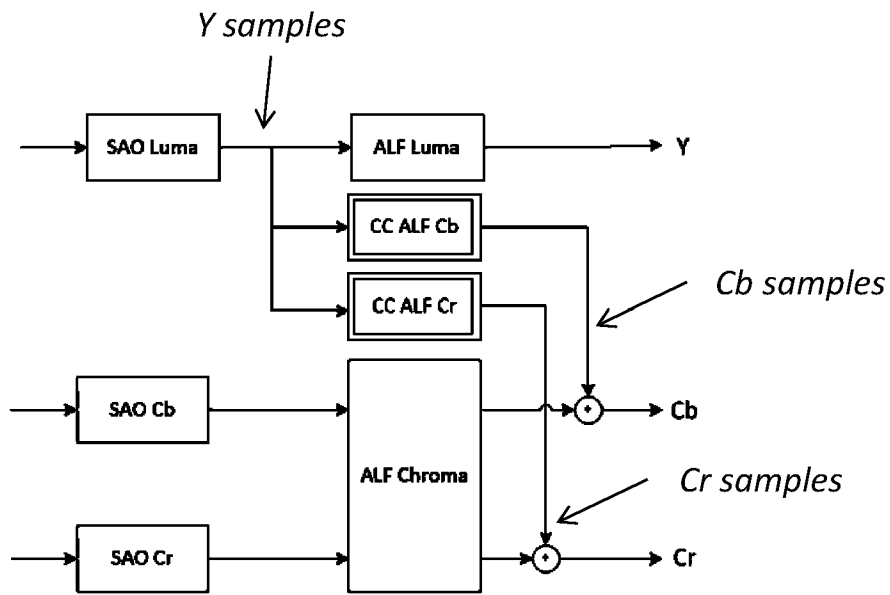 Y samples
SAO Luma
ALF Luma
Y
CC ALF Cb
Cb samples
CC ALF Cr
SAO Cb
+
Cb
ALF Chroma
Cr samples
SAO Cr
+
Cr